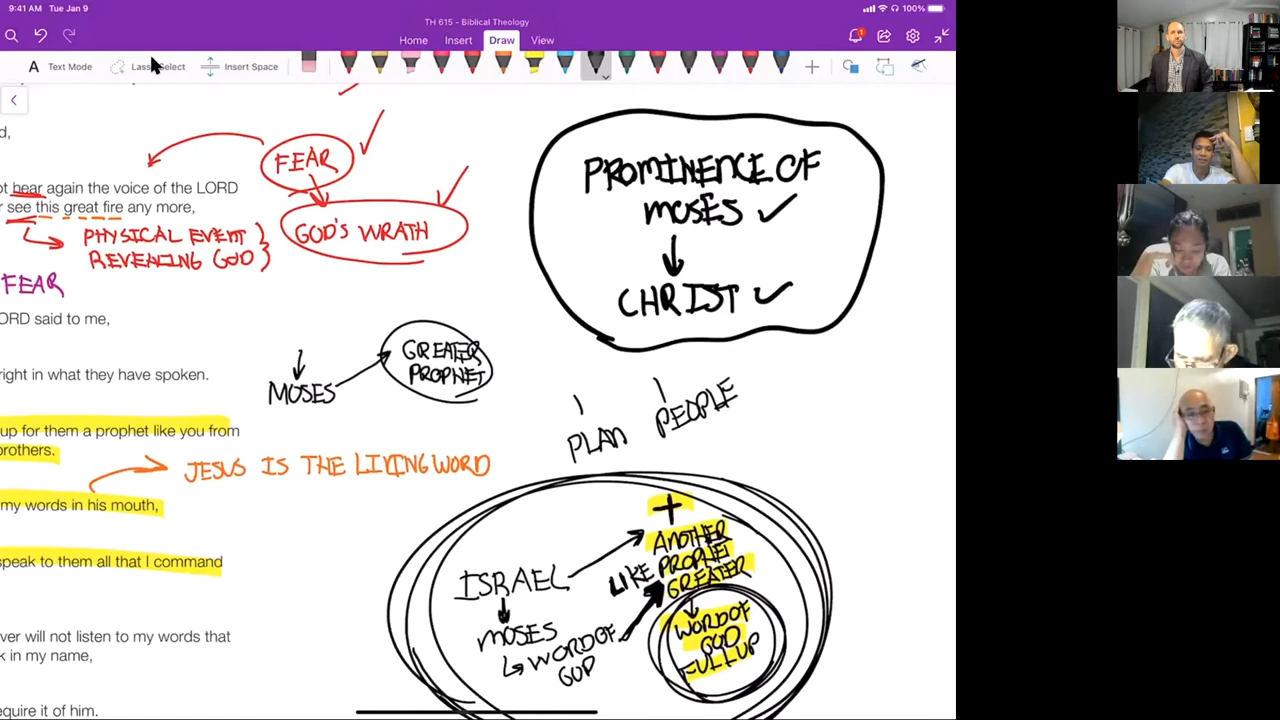 9:41 AM Tue Jan 9
100%
TH 615 - Biblical Theology
Home Insert Draw View
1
A Text Mode
Lasso Select
Insert Space
d,
FEAR
ot hear again the voice of the LORD
r see this great fire any more,
GOD'S WRATH
PHYSICAL EVENT
REVEALING GOD
FEAR
ORD said to me,
PROMINENCE OF
MOSES
CHRIST
right in what they have spoken.
MOSES
GREATER
PROPHET
up for them a prophet like you from
brothers.
PLAN PEOPLE
JESUS IS THE LIVING WORD
my words in his mouth,
speak to them all that I command
ISRAEL
MOSES
WORD OF
GOD
ANOTHER
LIKE PROPHET
GREATER
WORD OF
GOD
ver will not listen to my words that
k in my name,
equire it of him.